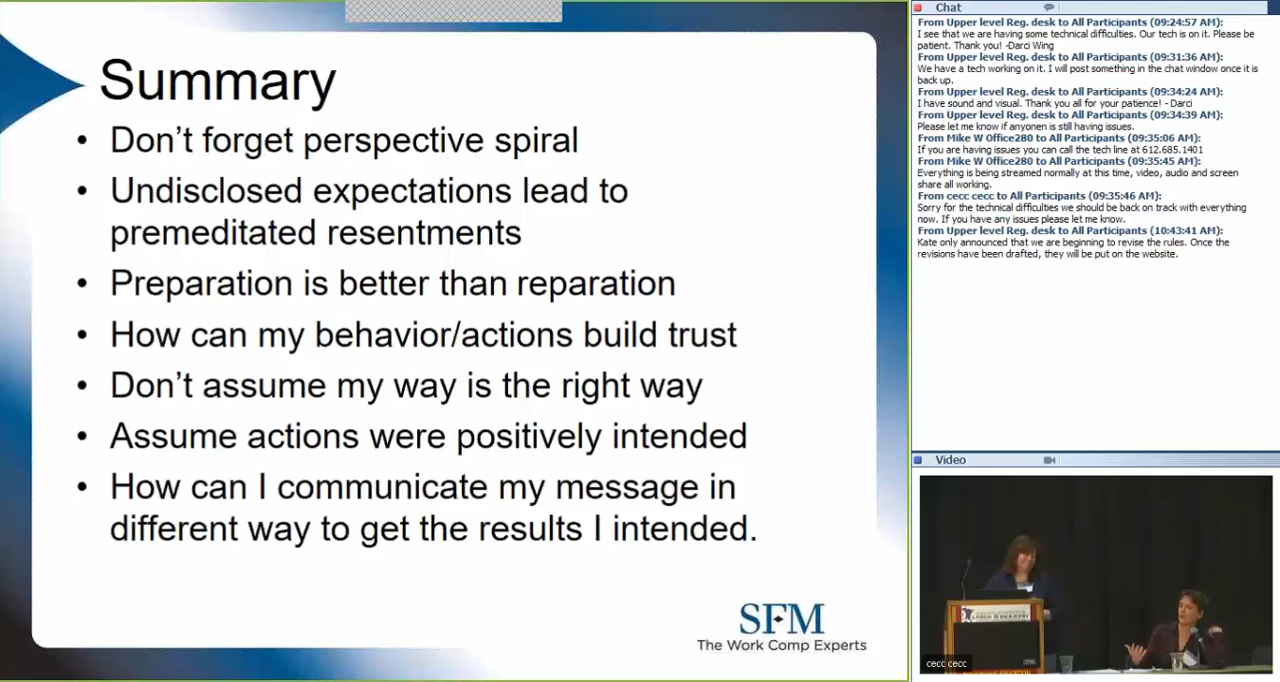 Summary
• Don't forget perspective spiral
• Undisclosed expectations lead to
premeditated resentments
• Preparation is better than reparation
• How can my behavior/actions build trust
• Don't assume my way is the right way
• Assume actions were positively intended
• How can I communicate my message in
different way to get the results I intended.
SFM
The Work Comp Experts
Chat
From Upper level Reg. desk to All Participants (09:24:57 AM):
I see that we are having some technical difficulties. Our tech is on it. Please be
patient. Thank you! -Darci Wing
From Upper level Reg. desk to All Participants (09:31:36 AM):
We have a tech working on it. I will post something in the chat window once it is
back up.
From Upper level Reg. desk to All Participants (09:34:24 AM):
I have sound and visual. Thank you all for your patience! - Darci
From Upper level Reg. desk to All Participants (09:34:39 AM):
Please let me know if anyonen is still having issues.
From Mike W Office280 to All Participants (09:35:06 AM):
If you are having issues you can call the tech line at 612.685.1401
From Mike W Office280 to All Participants (09:35:45 AM):
Everything is being streamed normally at this time, video, audio and screen
share all working.
From cecc cecc to All Participants (09:35:46 AM):
Sorry for the technical difficulties we should be back on track with everything
now. If you have any issues please let me know.
From Upper level Reg. desk to All Participants (10:43:41 AM):
Kate only announced that we are beginning to revise the rules. Once the
revisions have been drafted, they will be put on the website.
Video
LABOR & INDUSTRY
cecc cecc